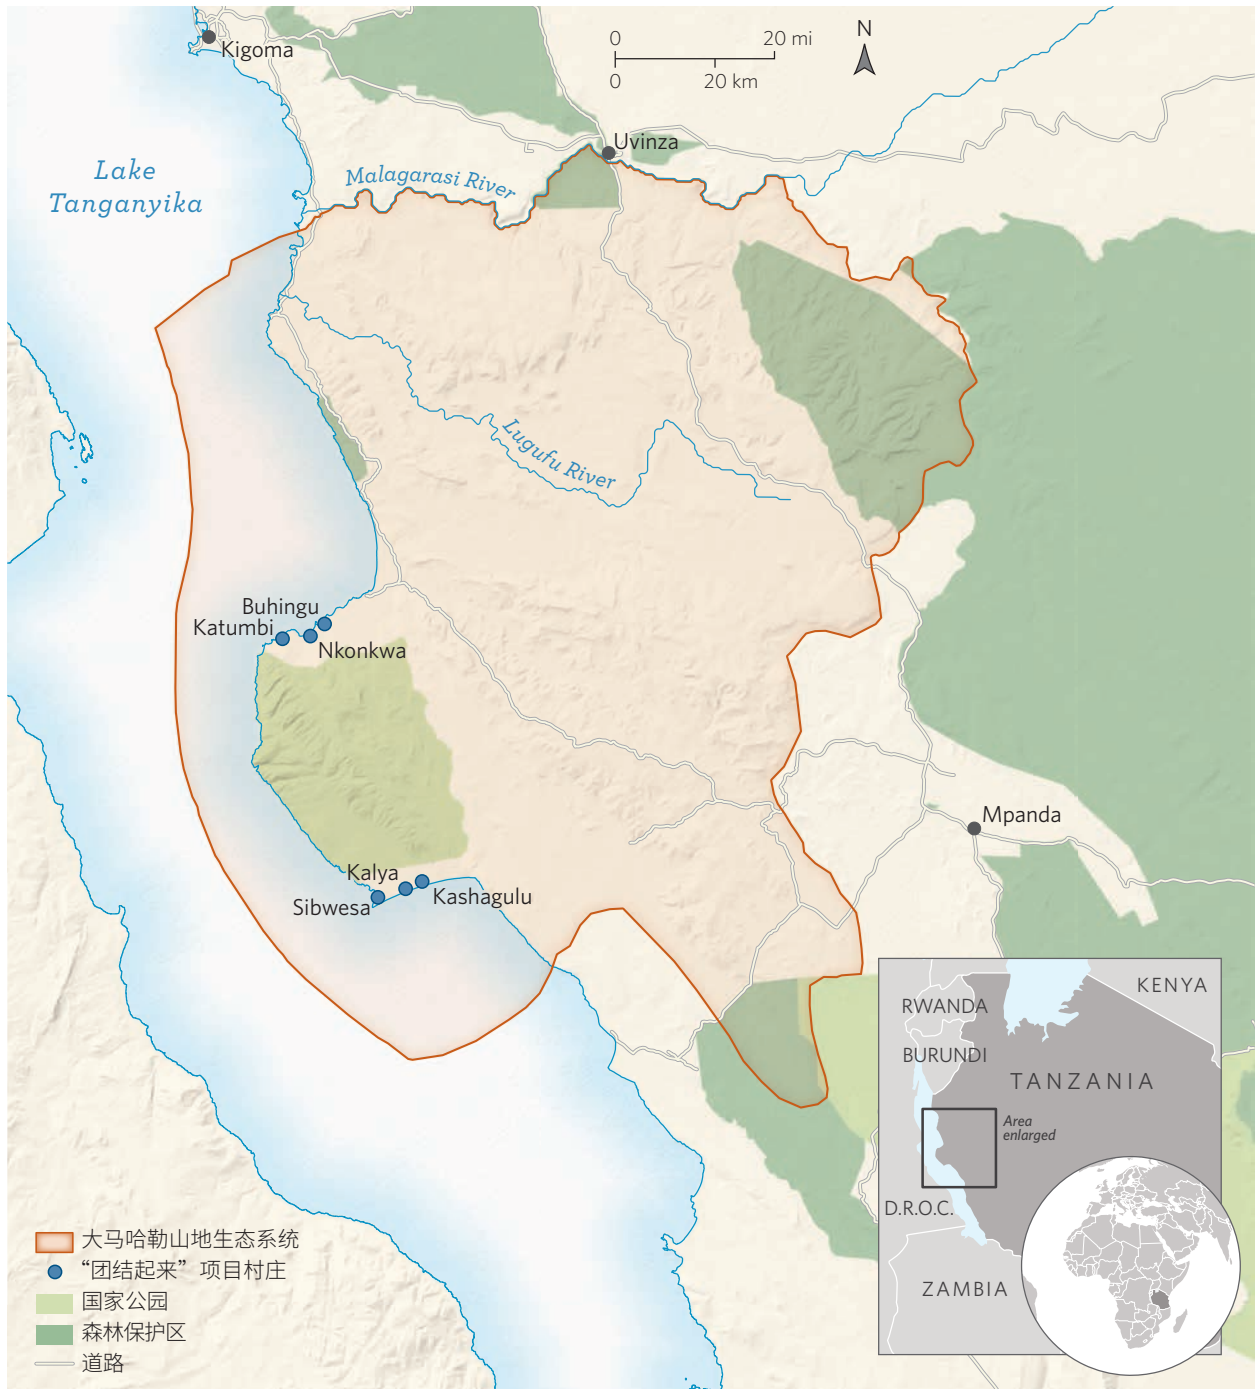 Kigoma
0 20 mi
0 20 km
N
Uvinza
Lake
Tanganyika
Malagarasi River
Lugufu River
Buhingu
Katumbi
Nkonkwa
Mpanda
Kalya
Kashagulu
Sibwesa
KENYA
RWANDA
BURUNDI
TANZANIA
Area
enlarged
D.R.O.C.
ZAMBIA
大马哈勒山地生态系统
“团结起来”项目村庄
国家公园
森林保护区
道路